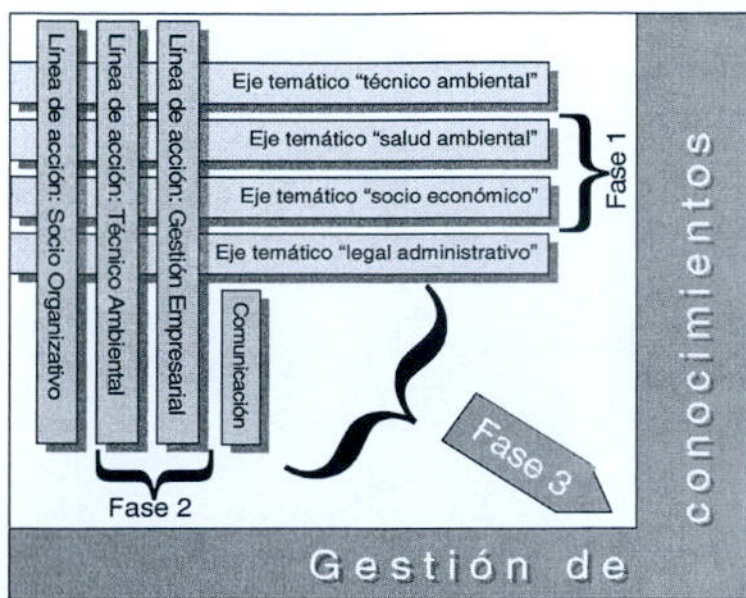 Línea de acción: Socio Organizativo
Línea de acción: Técnico Ambiental
Línea de acción: Gestión Empresarial
Comunicación
Eje temático “técnico ambiental”
Eje temático “salud ambiental”
Eje temático “socio económico”
Eje temático “legal administrativo”
Fase 1
Fase 2
Fase 3
Gestión de
conocimientos